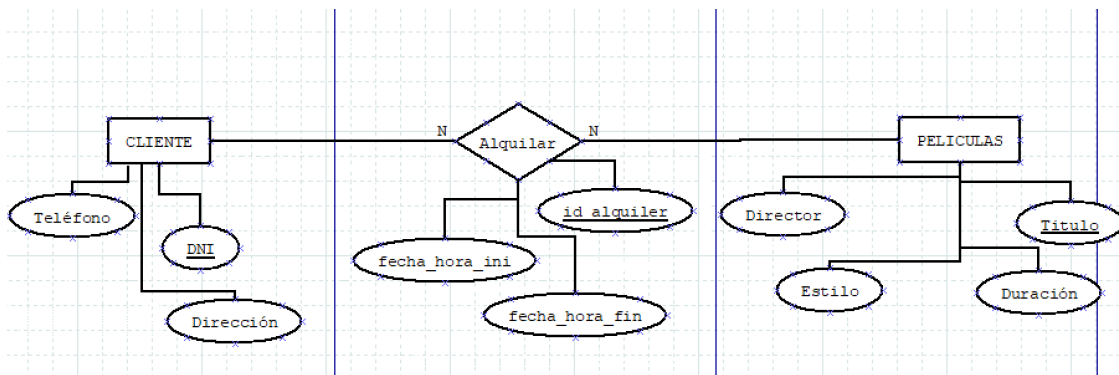 CLIENTE
N
Alquilar
N
PELICULAS
Teléfono
DNI
Dirección
id_alquiler
fecha_hora_ini
fecha_hora_fin
Director
Titulo
Estilo
Duración